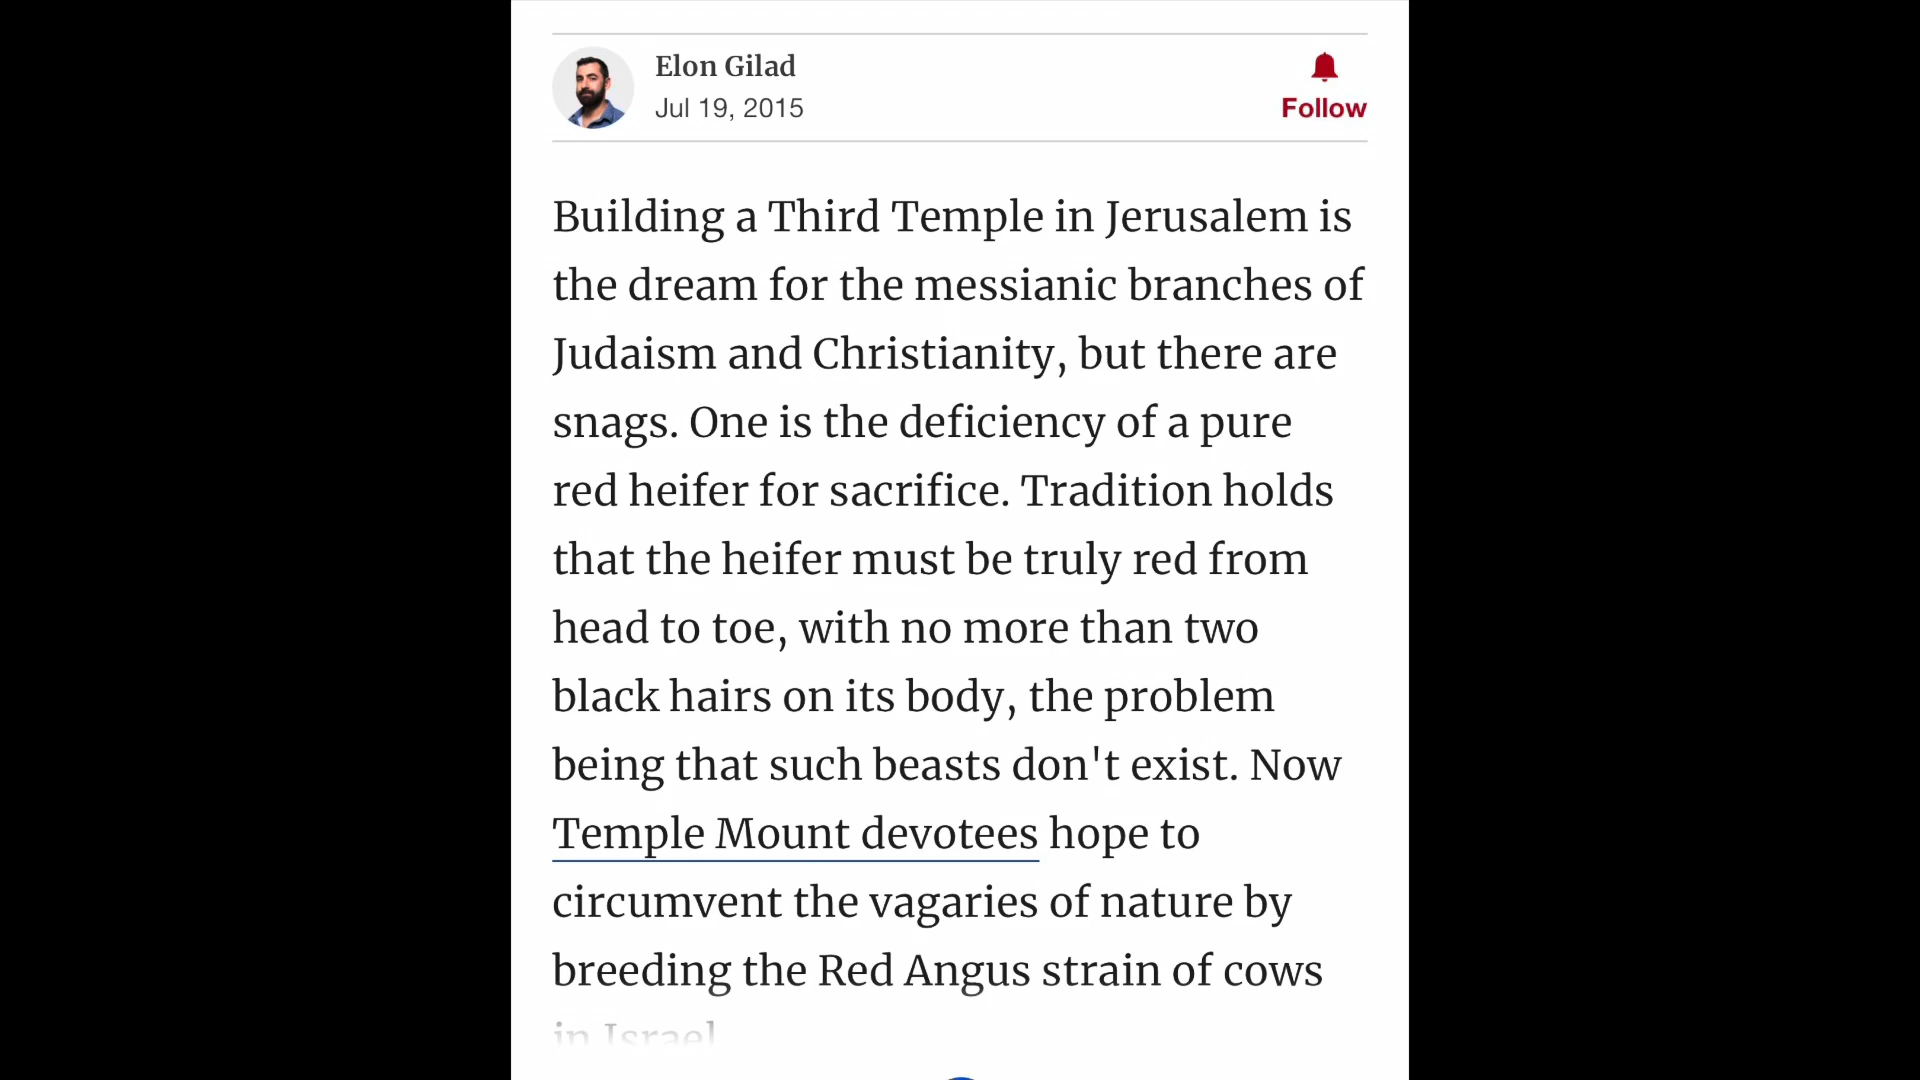 Elon Gilad
Jul 19, 2015
Follow
Building a Third Temple in Jerusalem is
the dream for the messianic branches of
Judaism and Christianity, but there are
snags. One is the deficiency of a pure
red heifer for sacrifice. Tradition holds
that the heifer must be truly red from
head to toe, with no more than two
black hairs on its body, the problem
being that such beasts don't exist. Now
Temple Mount devotees hope to
circumvent the vagaries of nature by
breeding the Red Angus strain of cows
in Israel